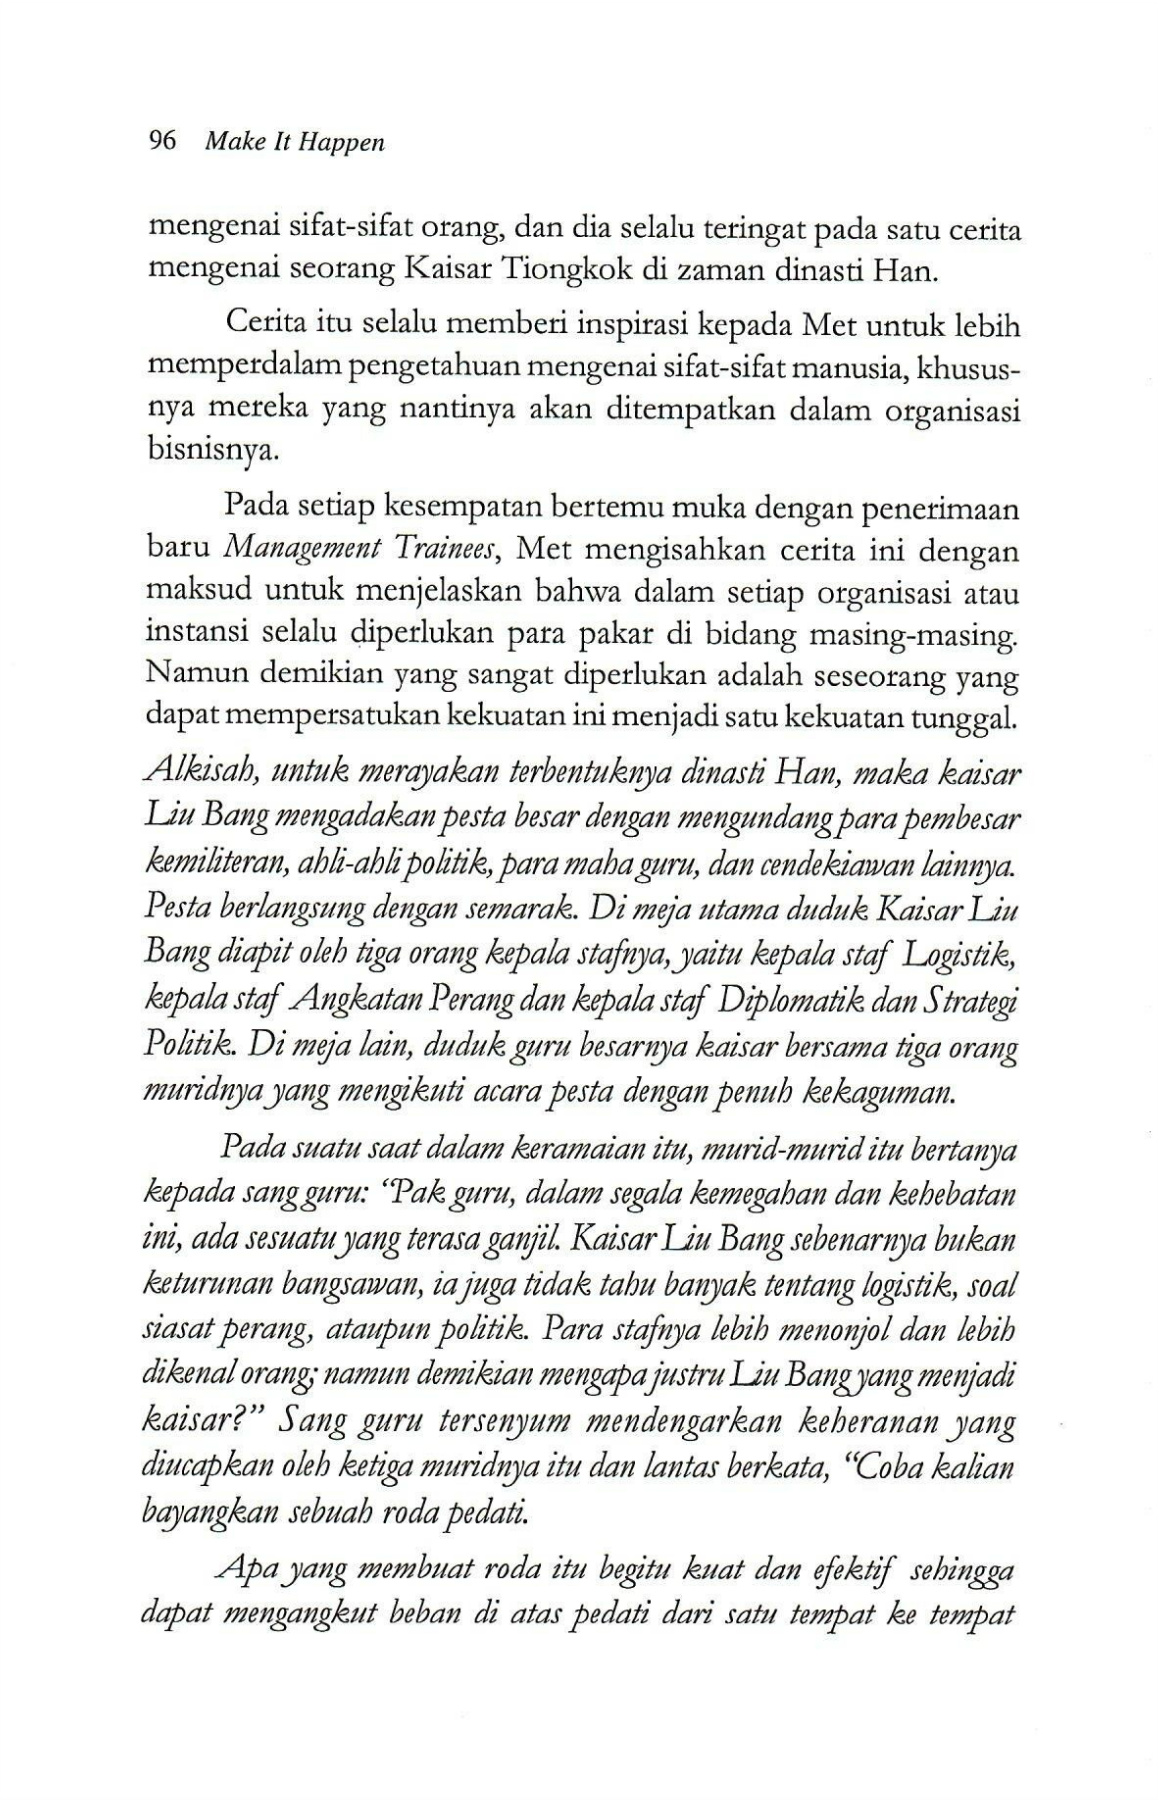 96 Make It Happen
mengenai sifat-sifat orang, dan dia selalu teringat pada satu cerita
mengenai seorang Kaisar Tiongkok di zaman dinasti Han.
Cerita itu selalu memberi inspirasi kepada Met untuk lebih
memperdalam pengetahuan mengenai sifat-sifat manusia, khusus-
nya mereka yang nantinya akan ditempatkan dalam organisasi
bisnisnya.
Pada setiap kesempatan bertemu muka dengan penerimaan
baru Management Trainees, Met mengisahkan cerita ini dengan
maksud untuk menjelaskan bahwa dalam setiap organisasi atau
instansi selalu diperlukan para pakar di bidang masing-masing.
Namun demikian yang sangat diperlukan adalah seseorang yang
dapat mempersatukan kekuatan ini menjadi satu kekuatan tunggal.
Alkisah, untuk merayakan terbentuknya dinasti Han, maka kaisar
Liu Bang mengadakan pesta besar dengan mengundang para pembesar
kemiliteran, ahli-ahli politik, para maha guru, dan cendekiawan lainnya.
Pesta berlangsung dengan semarak. Di meja utama duduk Kaisar Liu
Bang diapit oleh tiga orang kepala stafnya, yaitu kepala staf Logistik,
kepala staf Angkatan Perang dan kepala staf Diplomatik dan Strategi
Politik. Di meja lain, duduk guru besarnya kaisar bersama tiga orang
muridnya yang mengikuti acara pesta dengan penuh kekaguman.
Pada suatu saat dalam keramaian itu, murid-murid itu bertanya
kepada sang guru: “Pak guru, dalam segala kemegahan dan kehebatan
ini, ada sesuatu yang terasa ganjil. Kaisar Liu Bang sebenarnya bukan
keturunan bangsawan, ia juga tidak tahu banyak tentang logistik, soal
siasat perang, ataupun politik. Para stafnya lebih menonjol dan lebih
dikenal orang; namun demikian mengapa justru Liu Bang yang menjadi
kaisar?” Sang guru tersenyum mendengarkan keheranan yang
diucapkan oleh ketiga muridnya itu dan lantas berkata, “Coba kalian
bayangkan sebuah roda pedati.
Apa yang membuat roda itu begitu kuat dan efektif sehingga
dapat mengangkut beban di atas pedati dari satu tempat ke tempat